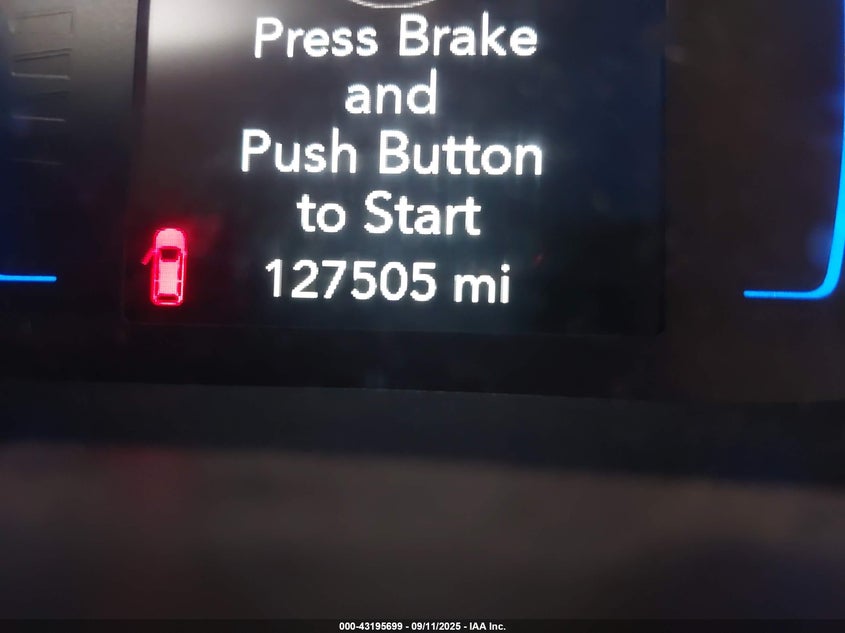 Press Brake
and
Push Button
to Start
127505 mi
000-43195699 - 09/11/2025 - IAA Inc.